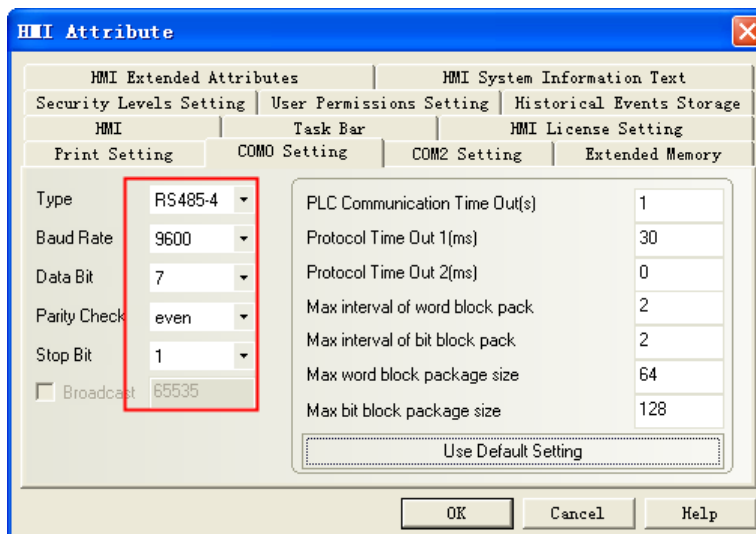 HMI Attribute
HMI Extended Attributes HMI System Information Text
Security Levels Setting User Permissions Setting Historical Events Storage
HMI Task Bar HMI License Setting
Print Setting COM0 Setting COM2 Setting Extended Memory
Type RS485-4
Baud Rate 9600
Data Bit 7
Parity Check even
Stop Bit 1
Broadcast 65535
PLC Communication Time Out(s) 1
Protocol Time Out 1(ms) 30
Protocol Time Out 2(ms) 0
Max interval of word block pack 2
Max interval of bit block pack 2
Max word block package size 64
Max bit block package size 128
Use Default Setting
OK Cancel Help